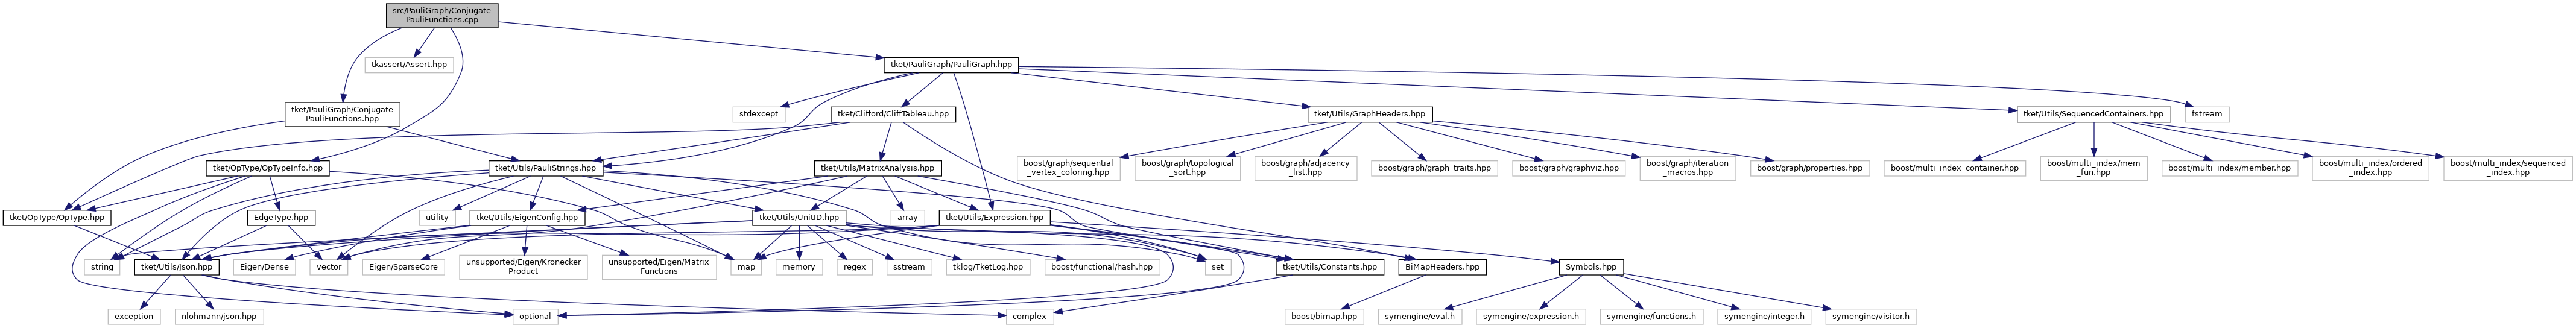 src/PauliGraph/Conjugate
PauliFunctions.cpp
tkassert/Assert.hpp
tket/PauliGraph/PauliGraph.hpp
tket/PauliGraph/Conjugate
PauliFunctions.hpp
stdexcept
tket/Clifford/CliffTableau.hpp
tket/Utils/GraphHeaders.hpp
tket/Utils/SequencedContainers.hpp
fstream
tket/OpType/OpTypeInfo.hpp
tket/Utils/PauliStrings.hpp
tket/Utils/MatrixAnalysis.hpp
boost/graph/sequential
_vertex_coloring.hpp
boost/graph/topological
_sort.hpp
boost/graph/adjacency
_list.hpp
boost/graph/graph_traits.hpp
boost/graph/graphviz.hpp
boost/graph/iteration
_macros.hpp
boost/graph/properties.hpp
boost/multi_index_container.hpp
boost/multi_index/mem
_fun.hpp
boost/multi_index/member.hpp
boost/multi_index/ordered
_index.hpp
boost/multi_index/sequenced
_index.hpp
tket/OpType/OpType.hpp
EdgeType.hpp
utility
tket/Utils/EigenConfig.hpp
tket/Utils/UnitID.hpp
array
tket/Utils/Expression.hpp
string
tket/Utils/Json.hpp
Eigen/Dense
vector
Eigen/SparseCore
unsupported/Eigen/Kronecker
Product
unsupported/Eigen/Matrix
Functions
map
memory
regex
sstream
tklog/TketLog.hpp
boost/functional/hash.hpp
set
tket/Utils/Constants.hpp
BiMapHeaders.hpp
Symbols.hpp
exception
nlohmann/json.hpp
optional
complex
boost/bimap.hpp
symengine/eval.h
symengine/expression.h
symengine/functions.h
symengine/integer.h
symengine/visitor.h